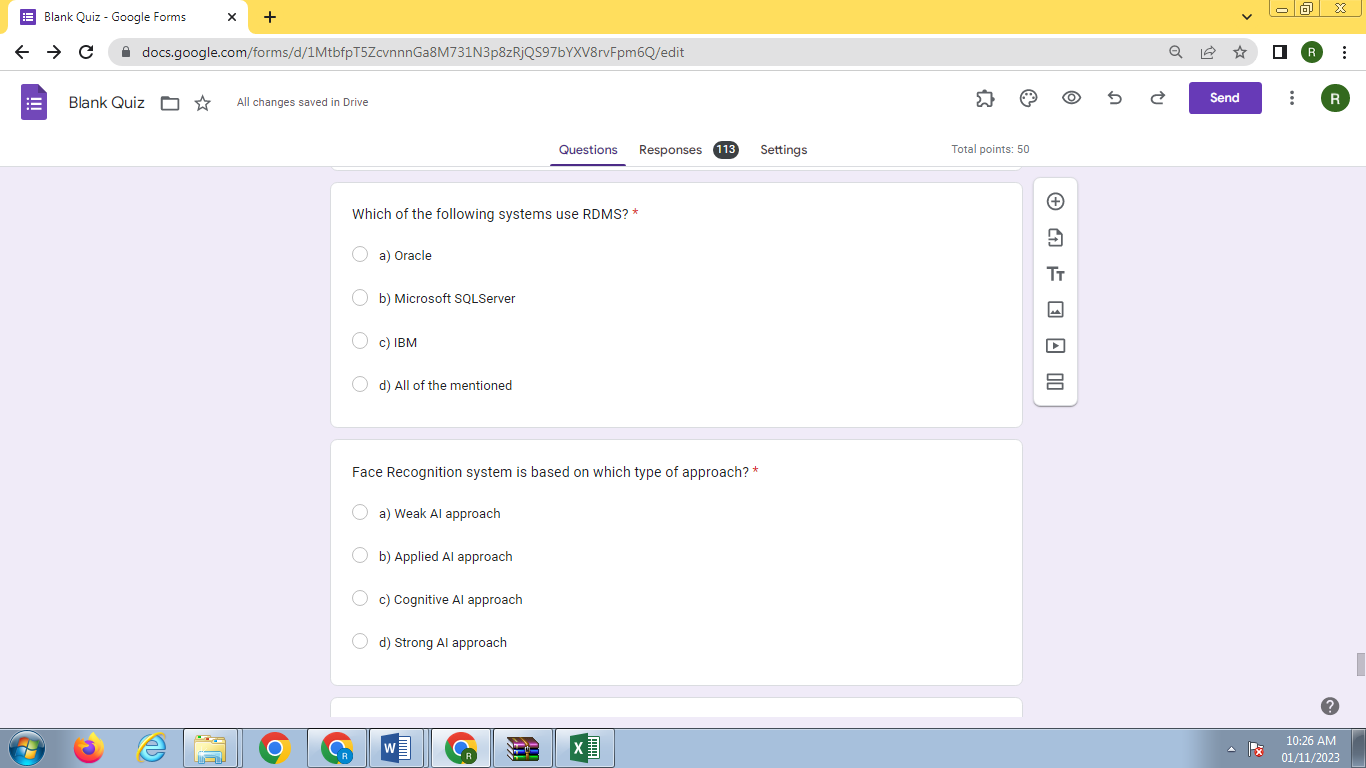 Blank Quiz - Google Forms
docs.google.com/forms/d/1MtbfpT5ZcvnnnGa8M731N3p8zRjQS97bYXV8rvFpm6Q/edit
R
Blank Quiz
All changes saved in Drive
Send
R
Questions
Responses 113
Settings
Total points: 50
Which of the following systems use RDMS? *
a) Oracle
b) Microsoft SQLServer
c) IBM
d) All of the mentioned
Tт
Face Recognition system is based on which type of approach? *
a) Weak AI approach
b) Applied AI approach
c) Cognitive AI approach
d) Strong AI approach
R
W
R
X
10:26 AM
01/11/2023